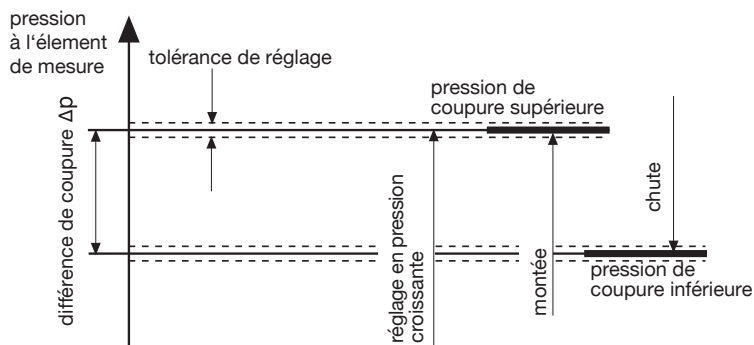 pression
à l‘élement
de mesure
tolérance de réglage
pression de
coupure supérieure
différence de coupure Δp
réglage en pression
croissante
montée
chute
pression de
coupure inférieure